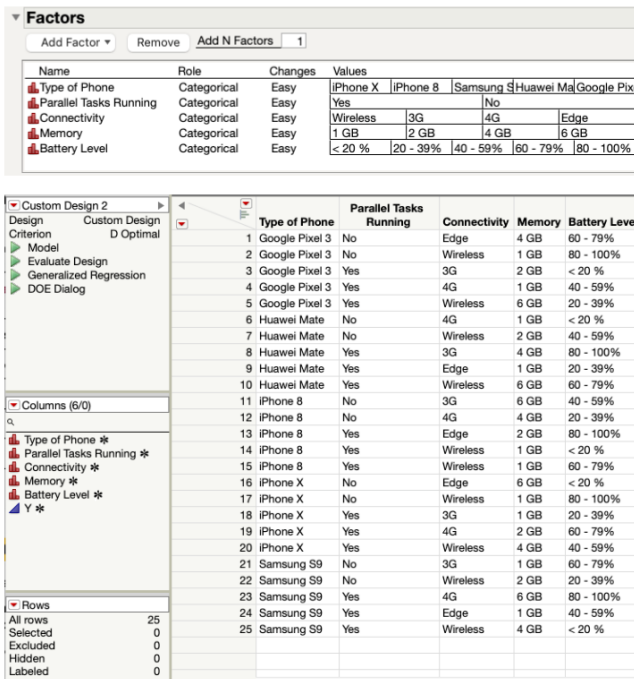 Factors
Add Factor Remove Add N Factors 1
Name Role Changes Values
Type of Phone Categorical Easy iPhone X iPhone 8 Samsung S Huawei Ma Google Pix
Parallel Tasks Running Categorical Easy Yes No
Connectivity Categorical Easy Wireless 3G 4G Edge
Memory Categorical Easy 1 GB 2 GB 4 GB 6 GB
Battery Level Categorical Easy < 20 % 20 - 39% 40 - 59% 60 - 79% 80 - 100%
Custom Design 2
Design Custom Design
Criterion D Optimal
Model
Evaluate Design
Generalized Regression
DOE Dialog
Columns (6/0)
Type of Phone *
Parallel Tasks Running *
Connectivity *
Memory *
Battery Level *
Y *
Rows
All rows 25
Selected 0
Excluded 0
Hidden 0
Labeled 0
Type of Phone Parallel Tasks Running Connectivity Memory Battery Leve
1 Google Pixel 3 No Edge 4 GB 60 - 79%
2 Google Pixel 3 No Wireless 1 GB 80 - 100%
3 Google Pixel 3 Yes 3G 2 GB < 20 %
4 Google Pixel 3 Yes 4G 1 GB 40 - 59%
5 Google Pixel 3 Yes Wireless 6 GB 20 - 39%
6 Huawei Mate No 4G 1 GB < 20 %
7 Huawei Mate No Wireless 2 GB 40 - 59%
8 Huawei Mate Yes 3G 4 GB 80 - 100%
9 Huawei Mate Yes Edge 1 GB 20 - 39%
10 Huawei Mate Yes Wireless 6 GB 60 - 79%
11 iPhone 8 No 3G 6 GB 40 - 59%
12 iPhone 8 No 4G 4 GB 20 - 39%
13 iPhone 8 Yes Edge 2 GB 80 - 100%
14 iPhone 8 Yes Wireless 1 GB < 20 %
15 iPhone 8 Yes Wireless 1 GB 60 - 79%
16 iPhone X No Edge 6 GB < 20 %
17 iPhone X No Wireless 1 GB 80 - 100%
18 iPhone X Yes 3G 1 GB 20 - 39%
19 iPhone X Yes 4G 2 GB 60 - 79%
20 iPhone X Yes Wireless 4 GB 40 - 59%
21 Samsung S9 No 3G 1 GB 60 - 79%
22 Samsung S9 No Wireless 2 GB 20 - 39%
23 Samsung S9 Yes 4G 6 GB 80 - 100%
24 Samsung S9 Yes Edge 1 GB 40 - 59%
25 Samsung S9 Yes Wireless 4 GB < 20 %